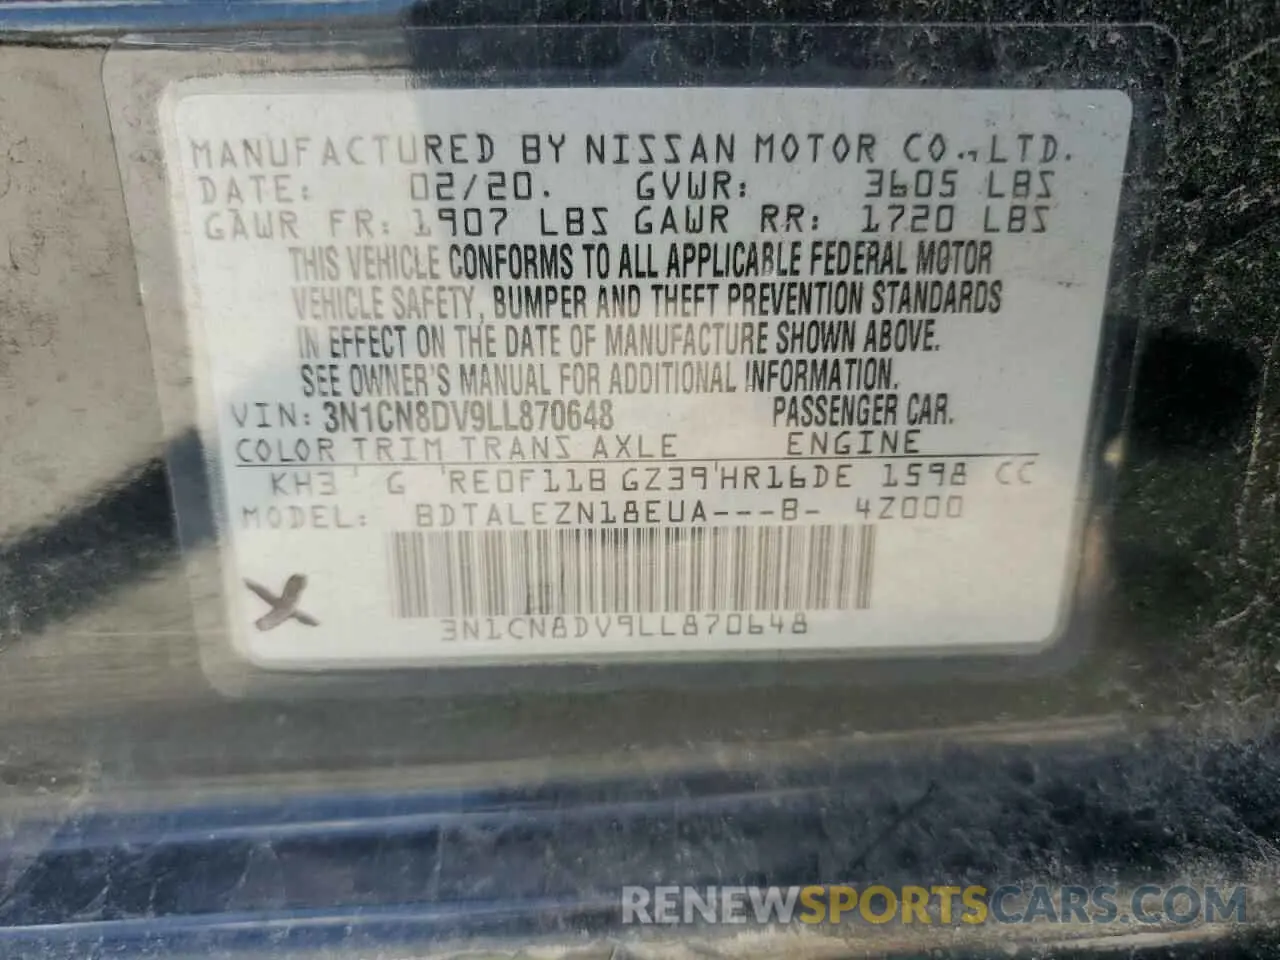 MANUFACTURED BY NISSAN MOTOR CO., LTD.
DATE: 02/20. GVWR: 3605 LBS
GAWR FR: 1907 LBS GAWR RR: 1720 LBS
THIS VEHICLE CONFORMS TO ALL APPLICABLE FEDERAL MOTOR
VEHICLE SAFETY, BUMPER AND THEFT PREVENTION STANDARDS
IN EFFECT ON THE DATE OF MANUFACTURE SHOWN ABOVE.
SEE OWNER'S MANUAL FOR ADDITIONAL INFORMATION.
VIN: 3N1CN8DV9LL870648 PASSENGER CAR.
COLOR TRIM TRANS AXLE ENGINE
KH3 G RE0F11B GZ39 HR16DE 1598 CC
MODEL: BDTALEZN18EUA---B- 4Z000
3N1CN8DV9LL870648
RENEWSPORTSCARS.COM